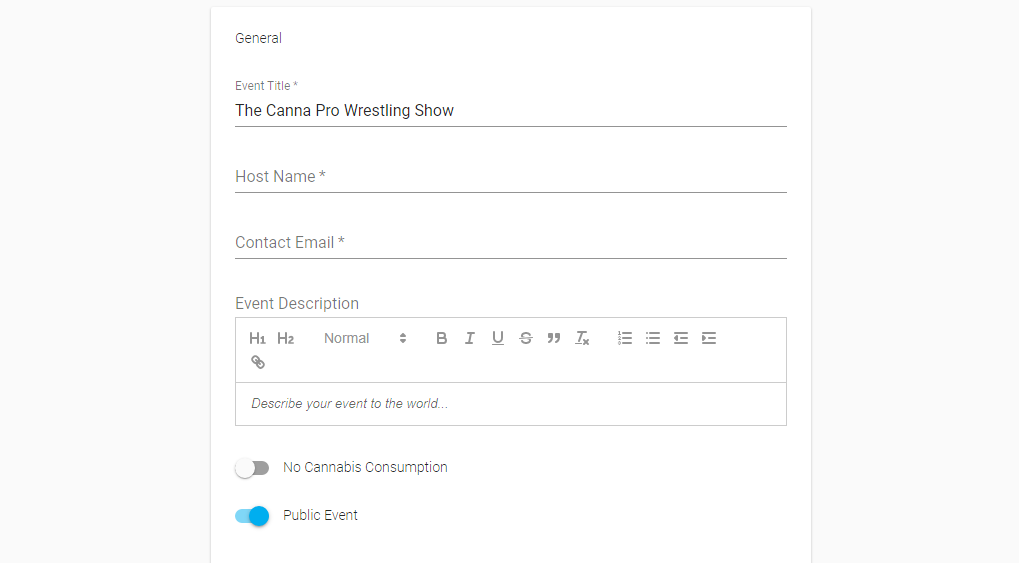 General
Event Title *
The Canna Pro Wrestling Show
Host Name *
Contact Email *
Event Description
H1 H2 Normal B I U S ” Tx
Describe your event to the world...
No Cannabis Consumption
Public Event